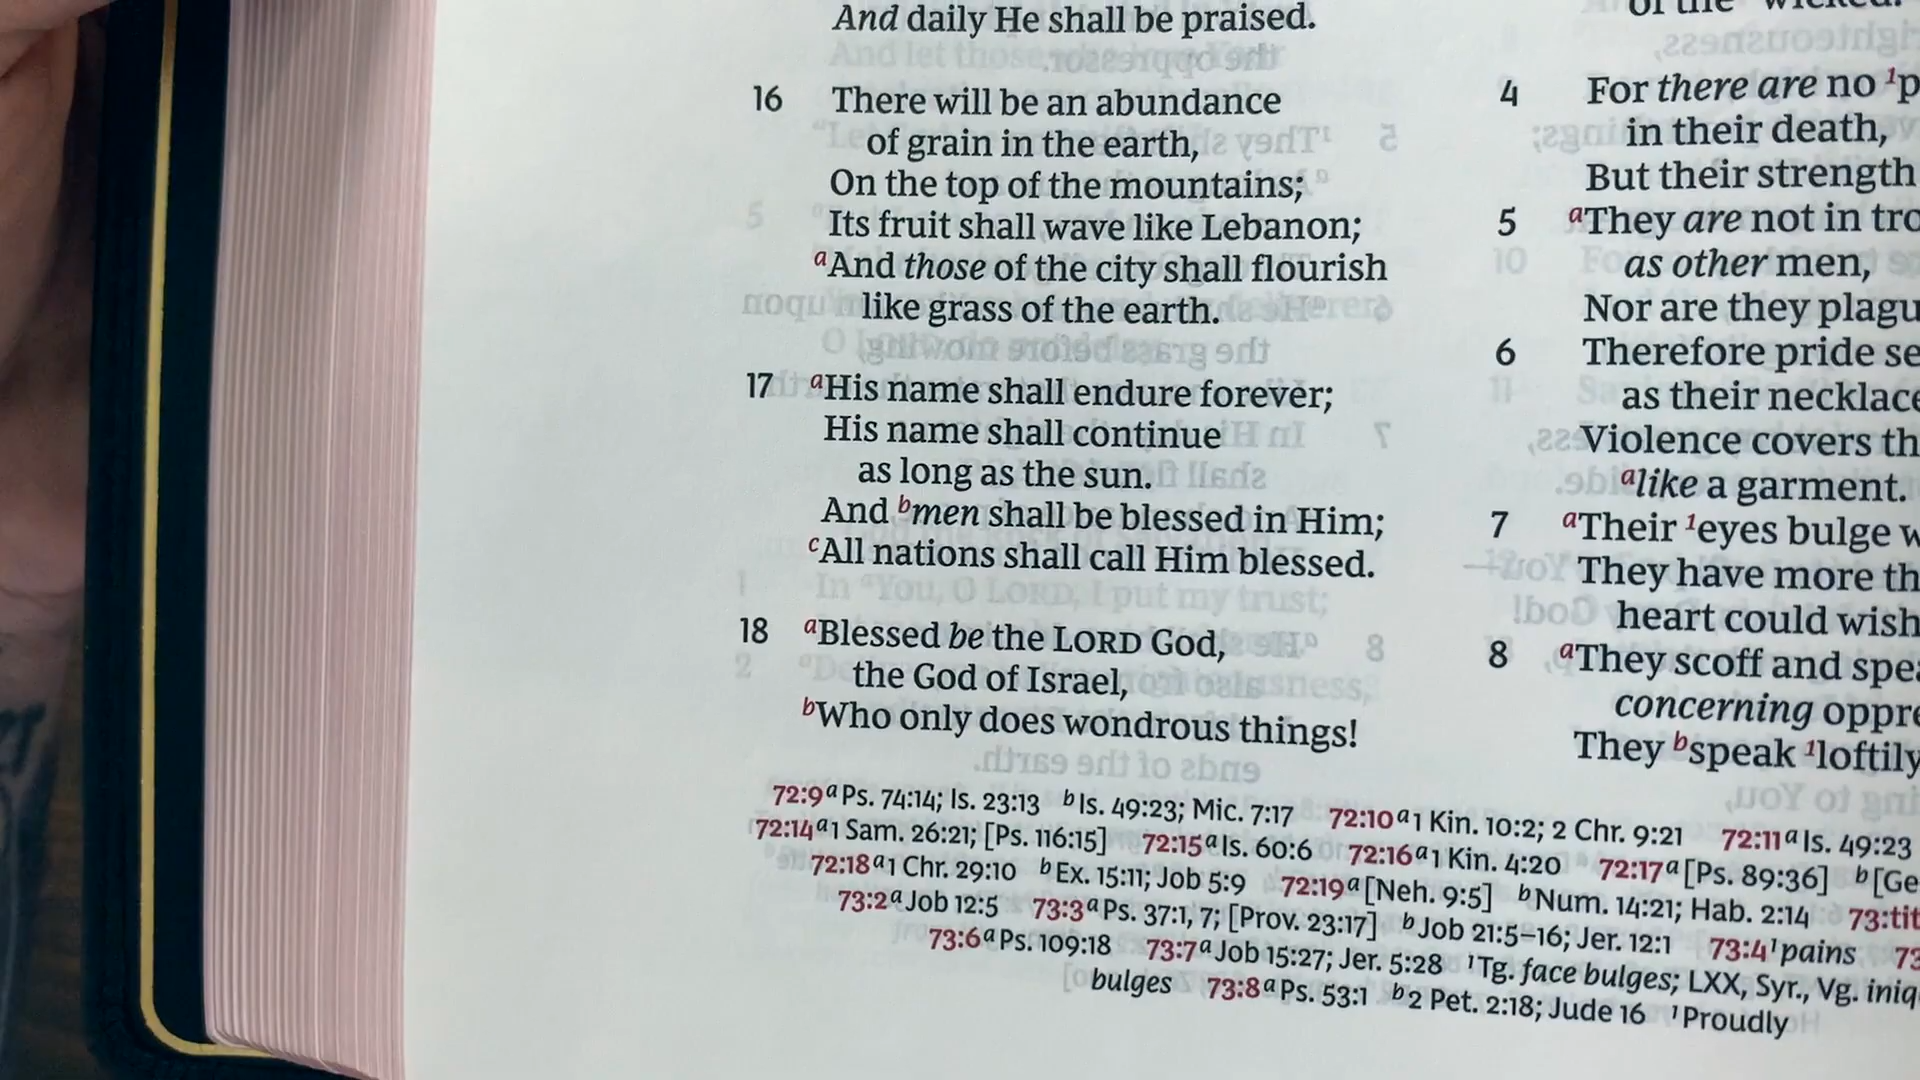 And daily He shall be praised.
16 There will be an abundance
of grain in the earth,
On the top of the mountains;
Its fruit shall wave like Lebanon;
aAnd those of the city shall flourish
like grass of the earth.
17 aHis name shall endure forever;
His name shall continue
as long as the sun.
And bmen shall be blessed in Him;
cAll nations shall call Him blessed.
18 aBlessed be the LORD God,
the God of Israel,
bWho only does wondrous things!
of the wicked.
4 For there are no 1p
in their death,
But their strength
5 aThey are not in tro
as other men,
Nor are they plagu
6 Therefore pride se
as their necklace
Violence covers th
alike a garment.
7 aTheir 1eyes bulge w
They have more th
heart could wish
8 aThey scoff and spea
concerning oppre
They bspeak 1loftily
72:9 a Ps. 74:14; Is. 23:13 b Is. 49:23; Mic. 7:17 72:10 a 1 Kin. 10:2; 2 Chr. 9:21 72:11 a Is. 49:23
72:14 a 1 Sam. 26:21; [Ps. 116:15] 72:15 a Is. 60:6 72:16 a 1 Kin. 4:20 72:17 a [Ps. 89:36] b [Ge
72:18 a 1 Chr. 29:10 b Ex. 15:11; Job 5:9 72:19 a [Neh. 9:5] b Num. 14:21; Hab. 2:14 73:tit
73:2 a Job 12:5 73:3 a Ps. 37:1, 7; [Prov. 23:17] b Job 21:5–16; Jer. 12:1 73:4 1 pains 73
73:6 a Ps. 109:18 73:7 a Job 15:27; Jer. 5:28 1 Tg. face bulges; LXX, Syr., Vg. iniq
bulges 73:8 a Ps. 53:1 b 2 Pet. 2:18; Jude 16 1 Proudly